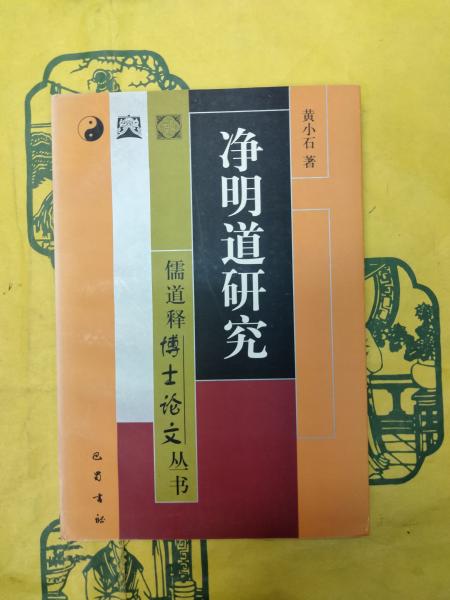 净明道研究
黄小石 著
儒道释博士论文丛书
巴蜀书社